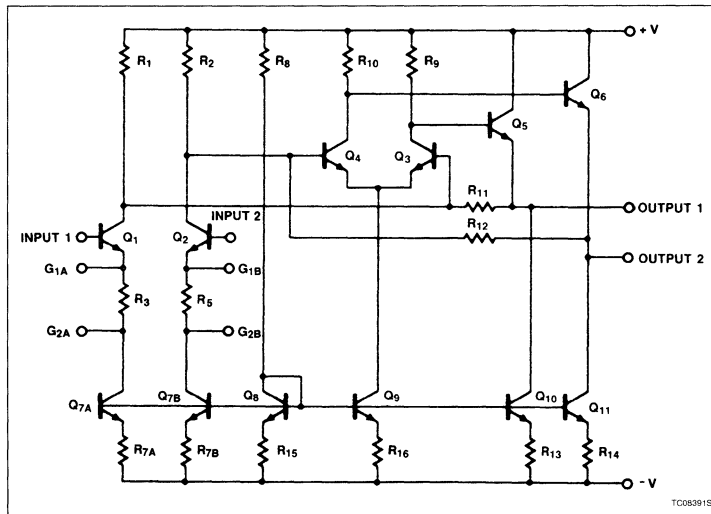 R1 R2 R8 R10 R9 +V
Q6
Q5
Q4 Q3
R11 OUTPUT 1
INPUT 2
INPUT 1 Q1 Q2 R12
G1A G1B OUTPUT 2
R3 R5
G2A G2B
Q7A Q7B Q8 Q9 Q10 Q11
R7A R7B R15 R16 R13 R14
-V
TC08391S